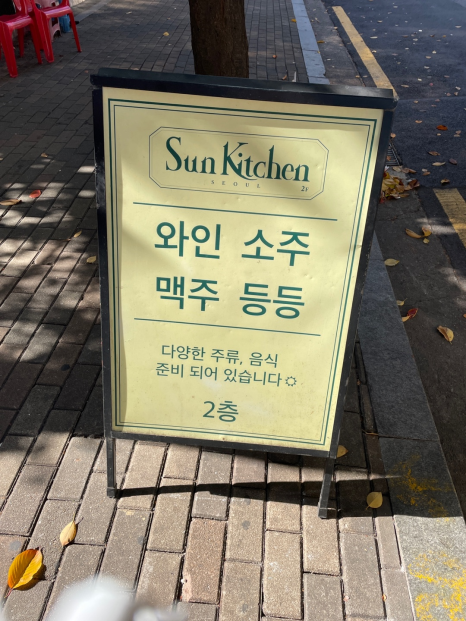 Sun Kitchen
SEOUL 2f
와인 소주
맥주 등등
다양한 주류, 음식
준비 되어 있습니다
2층